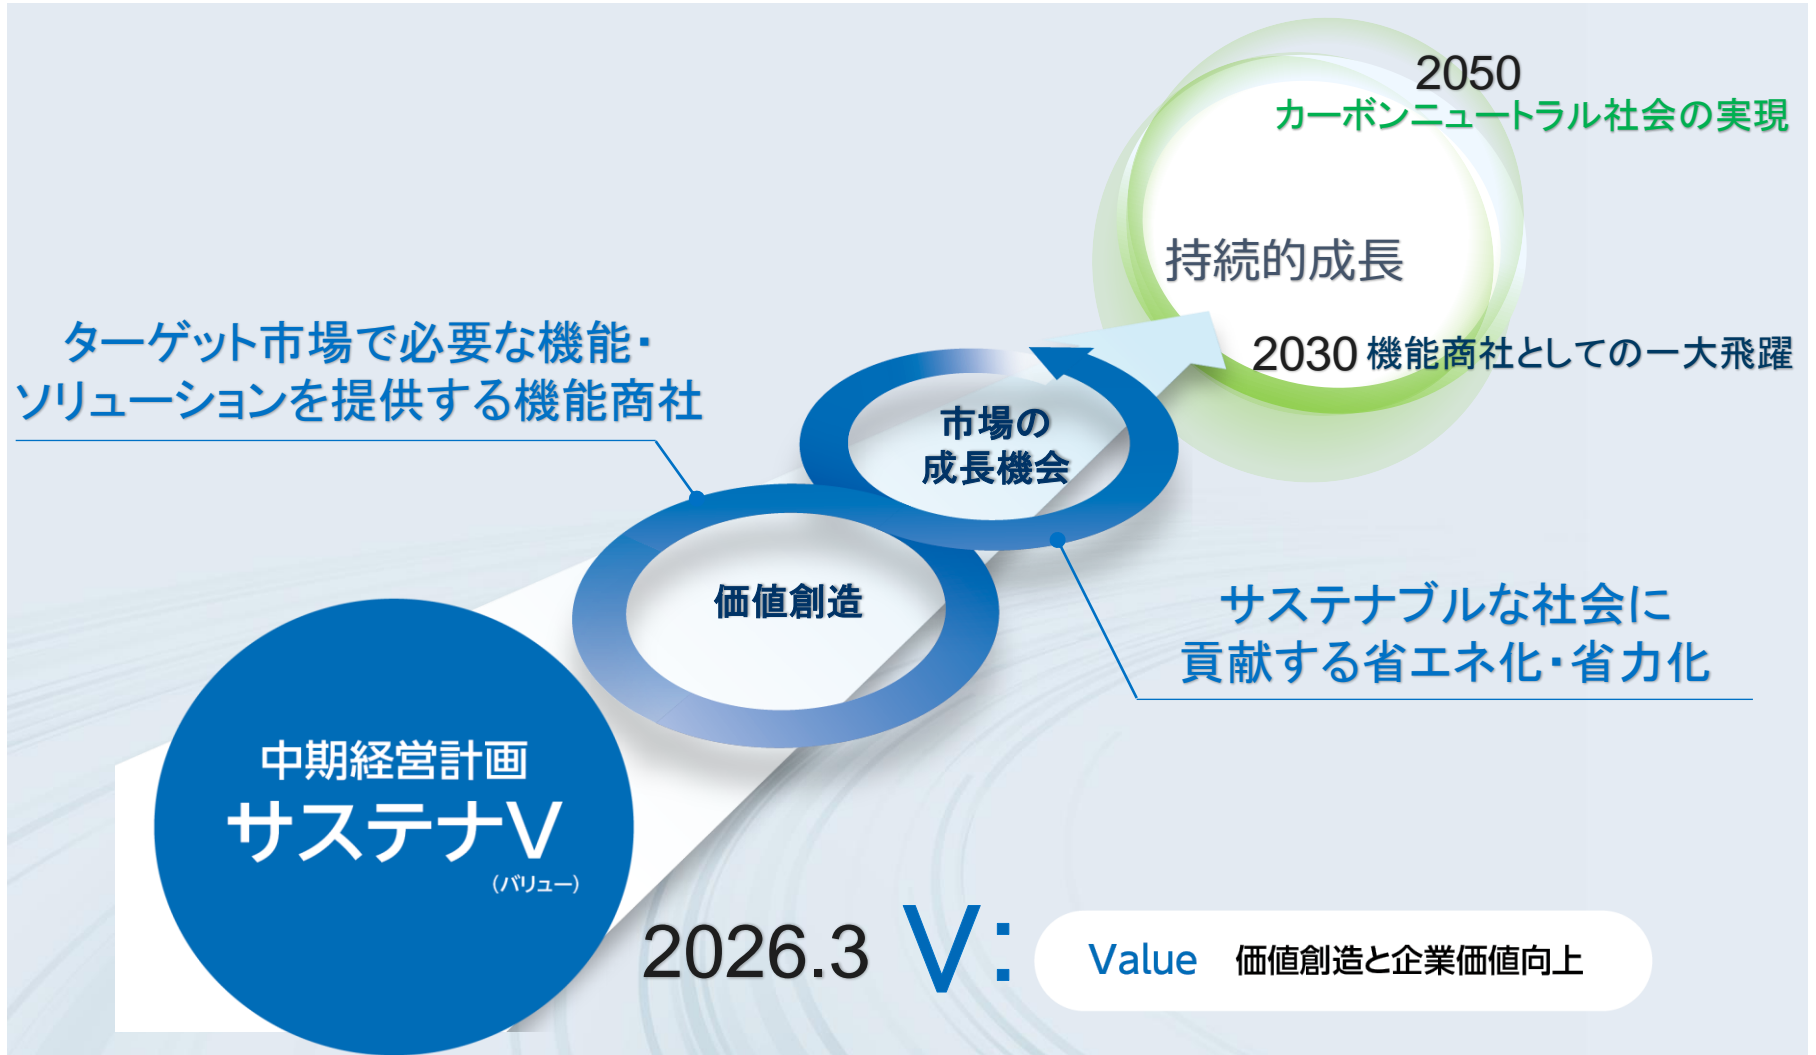 2050
カーボンニュートラル社会の実現
持続的成長
2030 機能商社としての一大飛躍
ターゲット市場で必要な機能・
ソリューションを提供する機能商社
市場の
成長機会
価値創造
サステナブルな社会に
貢献する省エネ化・省力化
中期経営計画
サステナV
(バリュー)
2026.3 V: Value 価値創造と企業価値向上